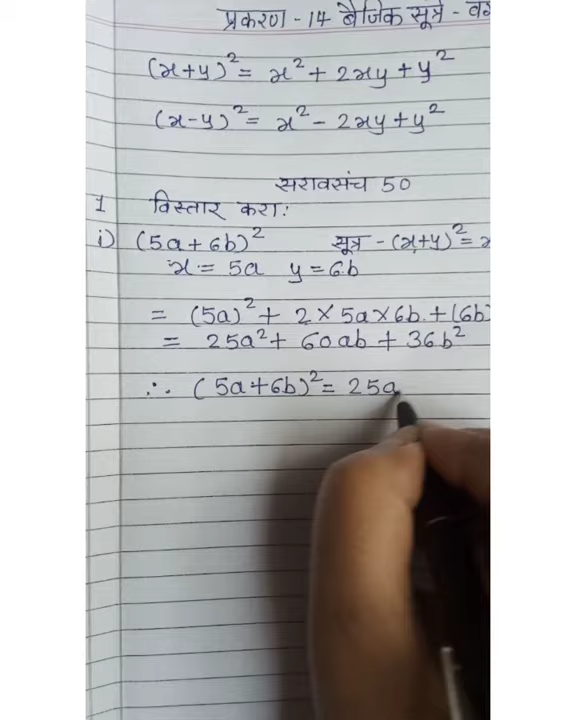 प्रकरण - 14 बैजिक सूत्रे -
(x+y)² = x² + 2xy + y²
(x-y)² = x² - 2xy + y²
सरावसंच 50
1 विस्तार करा:
i) (5a + 6b)² सूत्र - (x+y)² =
x = 5a y = 6b
= (5a)² + 2 × 5a × 6b + (6b)
= 25a² + 60ab + 36b²
∴ (5a+6b)² = 25a